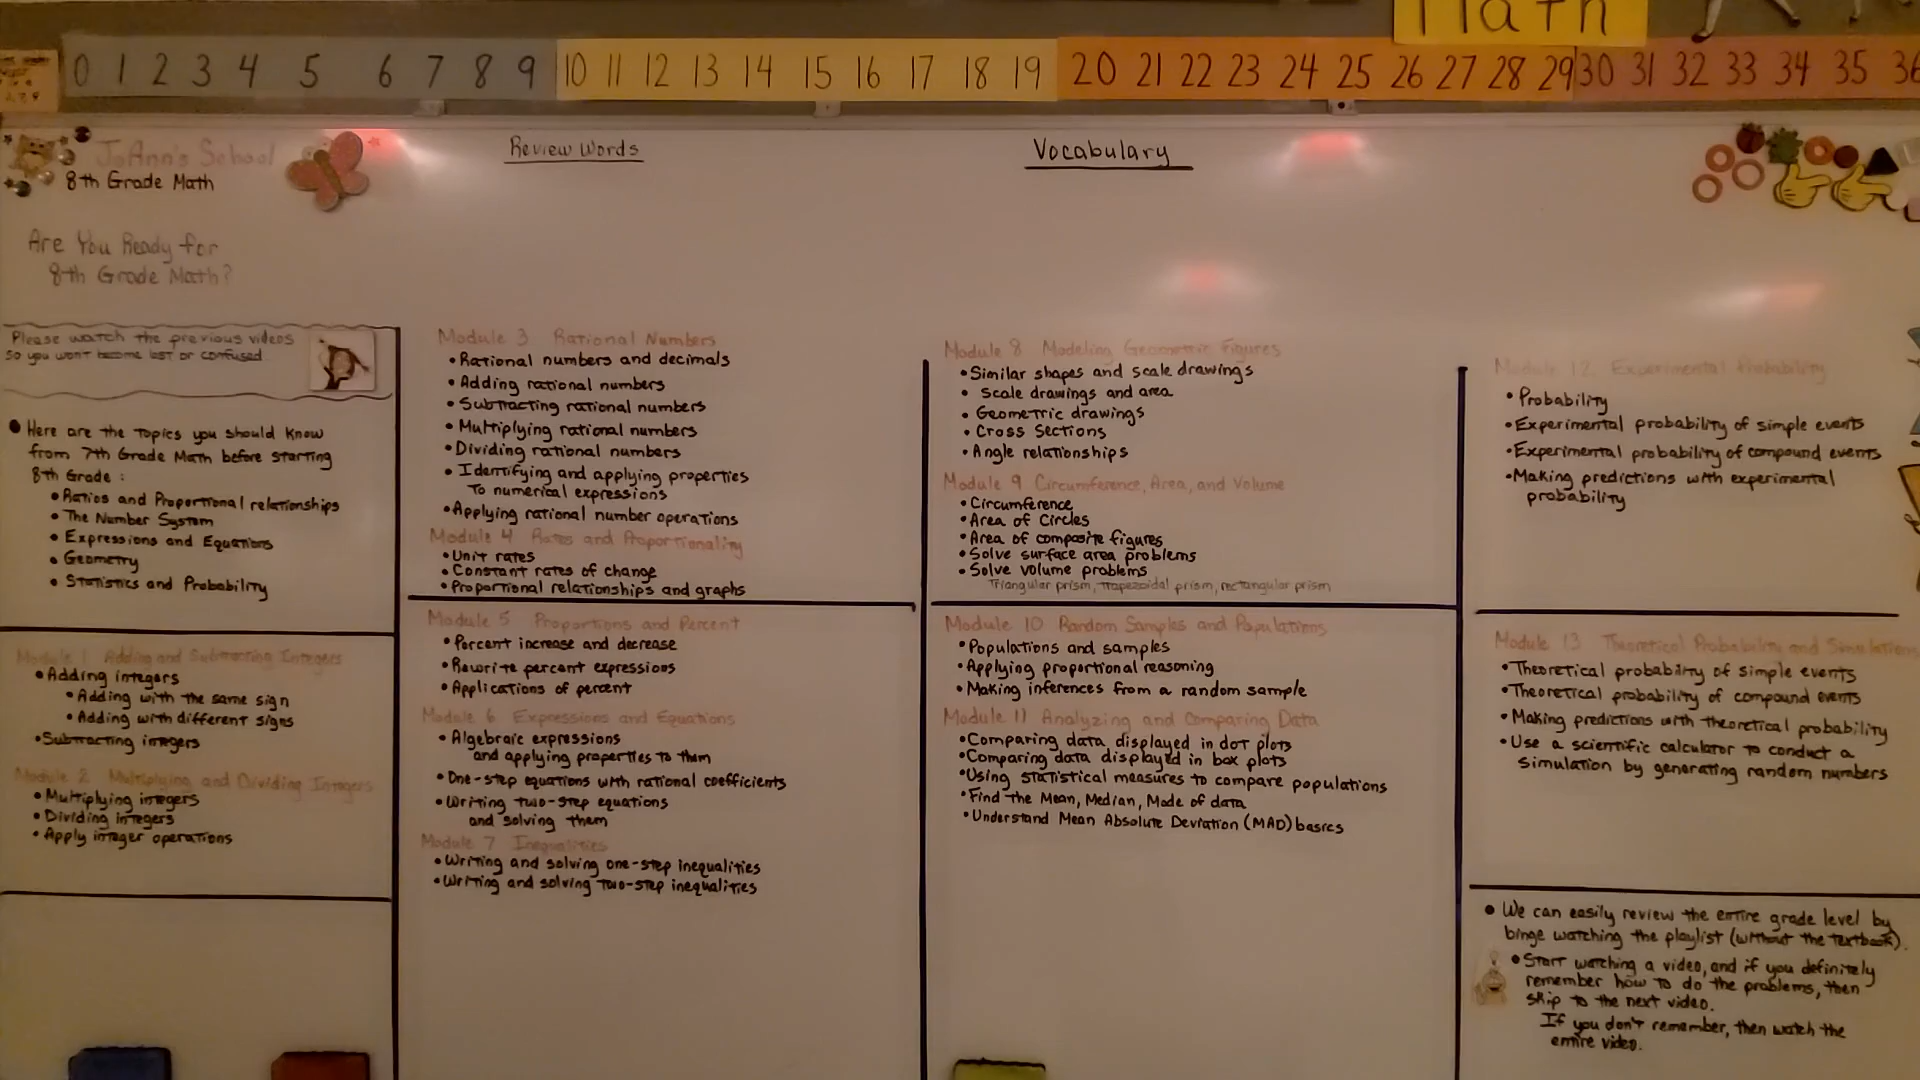 Math
0 1 2 3 4 5 6 7 8 9 10 11 12 13 14 15 16 17 18 19 20 21 22 23 24 25 26 27 28 29 30 31 32 33 34 35 36
JoAnn's School
8th Grade Math
Review Words
Vocabulary
Are You Ready for
8th Grade Math?
Please watch the previous videos
so you won't become lost or confused.
• Here are the topics you should know
from 7th Grade Math before starting
8th Grade:
• Ratios and Proportional relationships
• The Number System
• Expressions and Equations
• Geometry
• Statistics and Probability
Module 1 Adding and Subtracting Integers
• Adding integers
• Adding with the same sign
• Adding with different signs
• Subtracting integers
Module 2 Multiplying and Dividing Integers
• Multiplying integers
• Dividing integers
• Apply integer operations
Module 3 Rational Numbers
• Rational numbers and decimals
• Adding rational numbers
• Subtracting rational numbers
• Multiplying rational numbers
• Dividing rational numbers
• Identifying and applying properties
to numerical expressions
• Applying rational number operations
Module 4 Rates and Proportionality
• Unit rates
• Constant rates of change
• Proportional relationships and graphs
Module 5 Proportions and Percent
• Percent increase and decrease
• Rewrite percent expressions
• Applications of percent
Module 6 Expressions and Equations
• Algebraic expressions
and applying properties to them
• One-step equations with rational coefficients
• Writing two-step equations
and solving them
Module 7 Inequalities
• Writing and solving one-step inequalities
• Writing and solving two-step inequalities
Module 8 Modeling Geometric Figures
• Similar shapes and scale drawings
• Scale drawings and area
• Geometric drawings
• Cross Sections
• Angle relationships
Module 9 Circumference, Area, and Volume
• Circumference
• Area of Circles
• Area of composite figures
• Solve surface area problems
• Solve volume problems
Triangular prism, trapezoidal prism, rectangular prism
Module 10 Random Samples and Populations
• Populations and samples
• Applying proportional reasoning
• Making inferences from a random sample
Module 11 Analyzing and Comparing Data
• Comparing data displayed in dot plots
• Comparing data displayed in box plots
• Using statistical measures to compare populations
• Find the Mean, Median, Mode of data
• Understand Mean Absolute Deviation (MAD) basics
Module 12 Experimental Probability
• Probability
• Experimental probability of simple events
• Experimental probability of compound events
• Making predictions with experimental
probability
Module 13 Theoretical Probability and Simulations
• Theoretical probability of simple events
• Theoretical probability of compound events
• Making predictions with theoretical probability
• Use a scientific calculator to conduct a
simulation by generating random numbers
• We can easily review the entire grade level by
binge watching the playlist (without the textbook).
• Start watching a video, and if you definitely
remember how to do the problems, then
skip to the next video.
If you don't remember, then watch the
entire video.